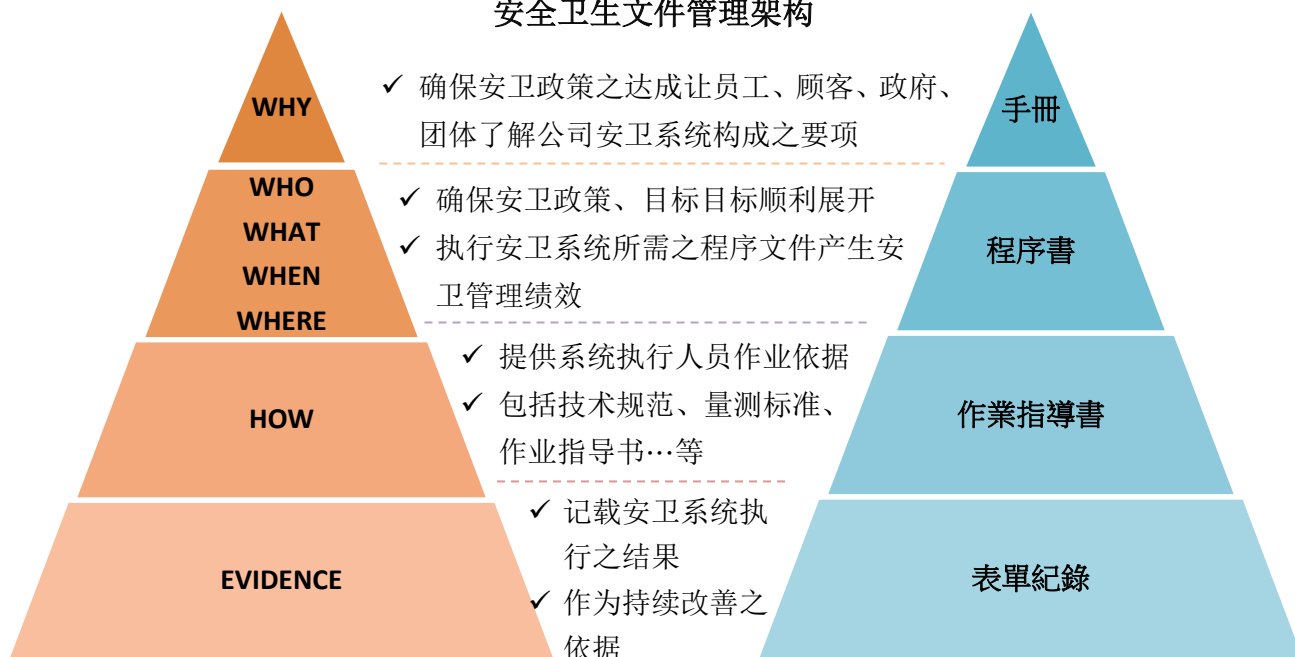 安全卫生文件管理架构
WHY
✓ 确保安卫政策之达成让员工、顾客、政府、
团体了解公司安卫系统构成之要项
手冊
WHO
WHAT
WHEN
WHERE
✓ 确保安卫政策、目标目标顺利展开
✓ 执行安卫系统所需之程序文件产生安
卫管理绩效
程序書
HOW
✓ 提供系统执行人员作业依据
✓ 包括技术规范、量测标准、
作业指导书…等
作業指導書
EVIDENCE
✓ 记载安卫系统执
行之结果
✓ 作为持续改善之
依据
表單紀錄